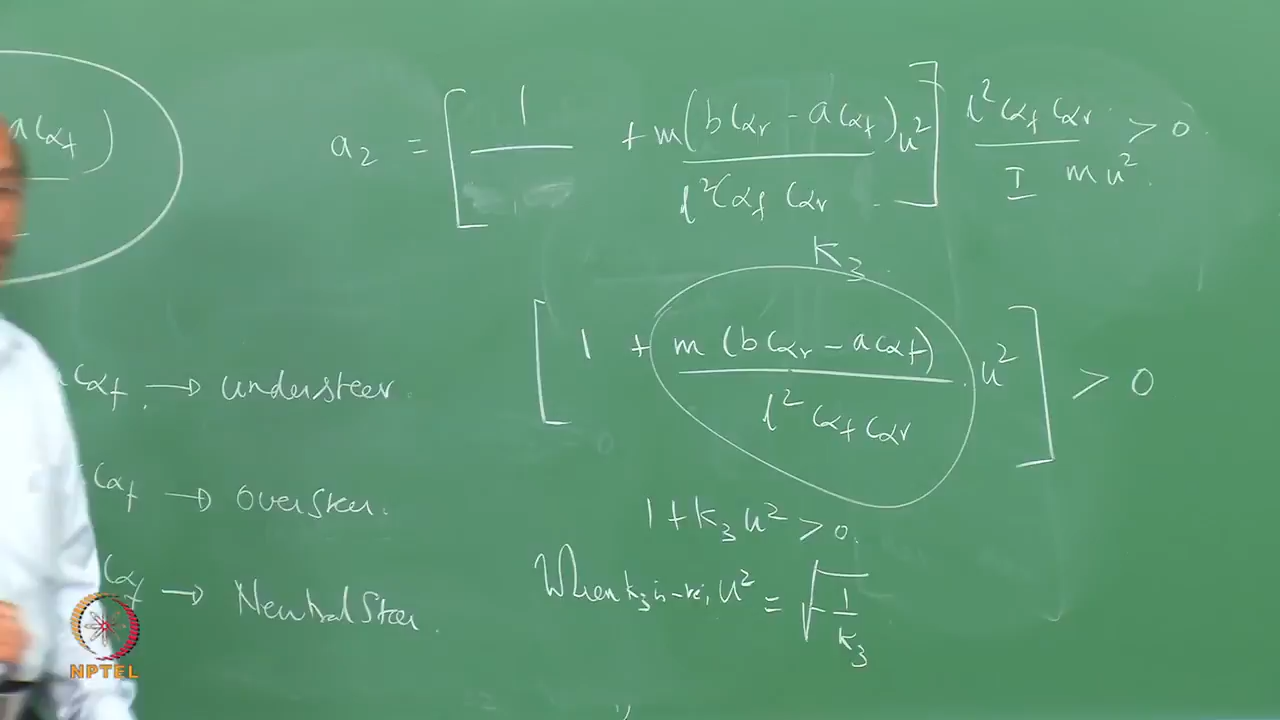 aCαf)
a2 = [ 1/ + m(bCαr - aCαf)u²/l²Cαf Cαr ] l²Cαf Cαr/I mu² > 0.
K3
[ 1 + m(bCαr - aCαf)/l²Cαf Cαr . u² ] > 0
Cαf. → understeer.
Cαf → oversteer.
Cαf → Neutral Steer.
1 + K3u² > 0.
When K3 is -ve, u² = √(-1/K3)
NPTEL